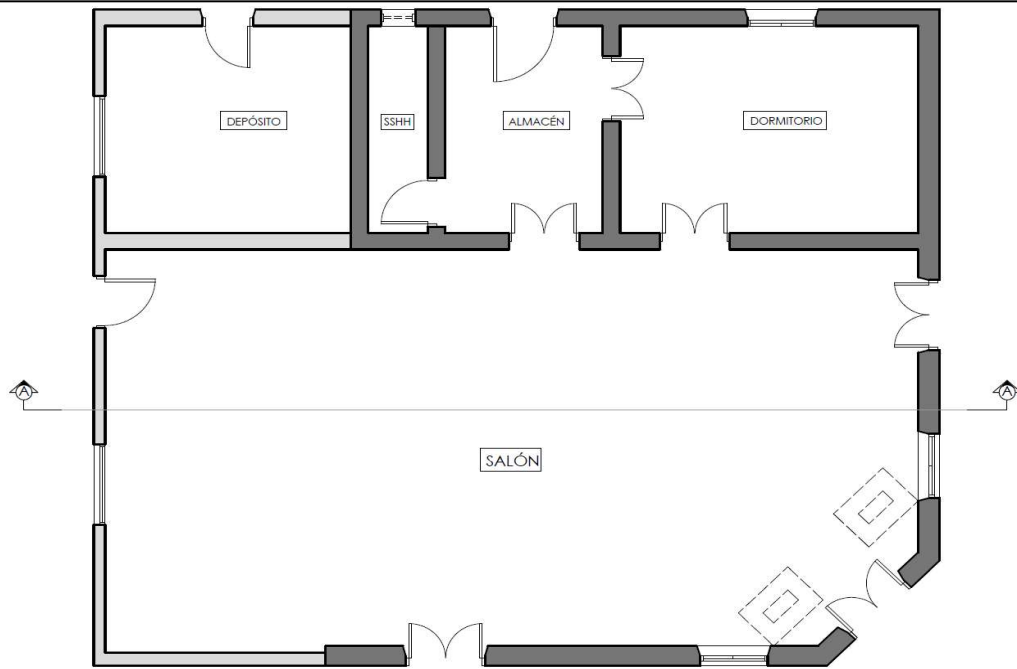 DEPÓSITO
SSHH
ALMACÉN
DORMITORIO
A
A
SALÓN